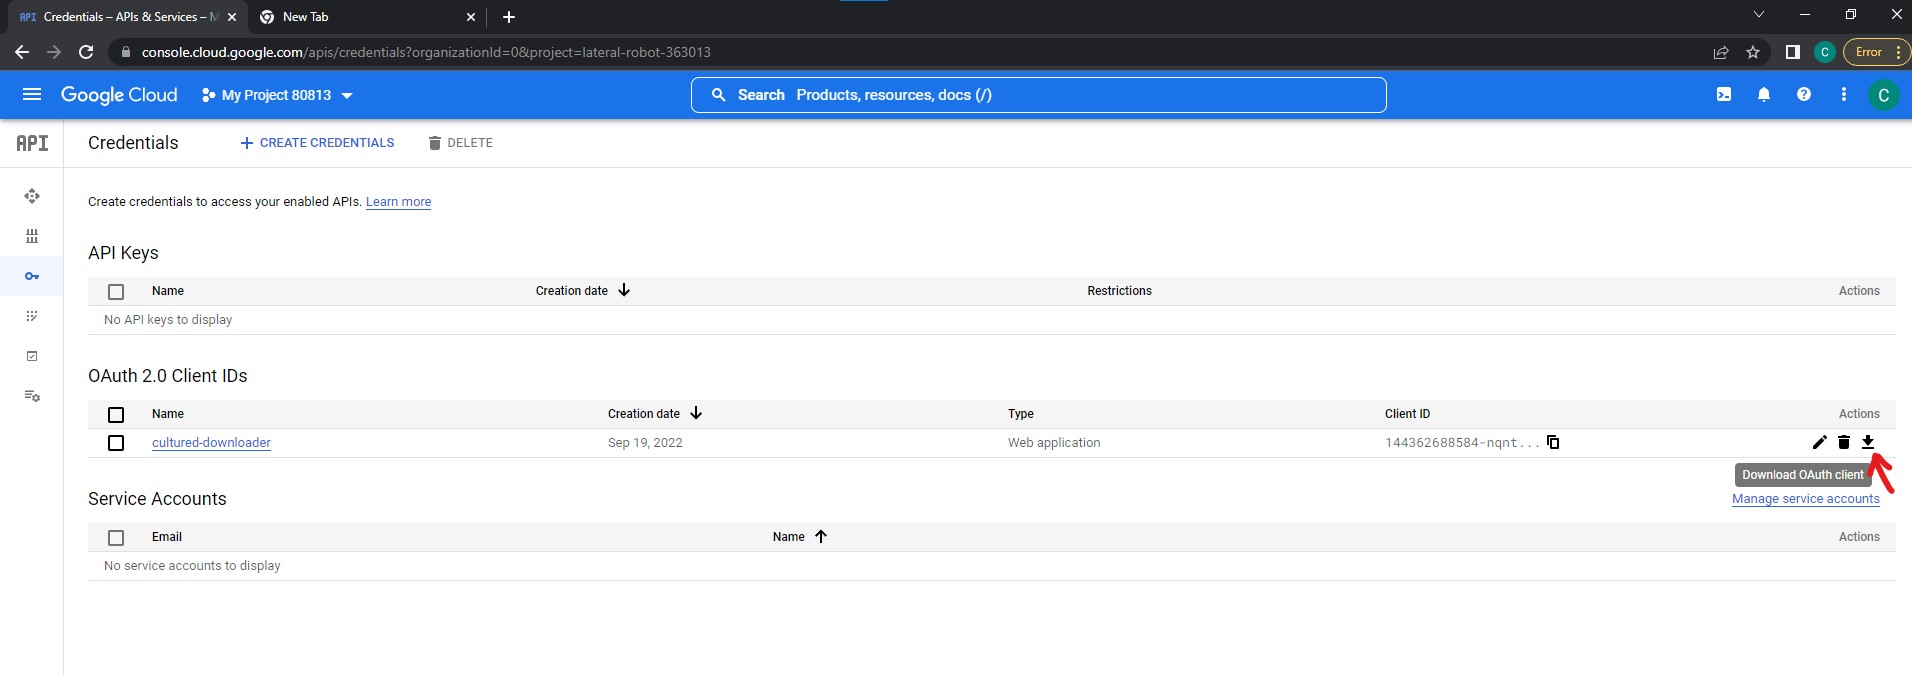 API Credentials – APIs & Services – M
New Tab
console.cloud.google.com/apis/credentials?organizationId=0&project=lateral-robot-363013
C
Error
Google Cloud
My Project 80813
Search Products, resources, docs (/)
C
API
Credentials
CREATE CREDENTIALS
DELETE
Create credentials to access your enabled APIs. Learn more
API Keys
Name Creation date Restrictions Actions
No API keys to display
OAuth 2.0 Client IDs
Name Creation date Type Client ID Actions
cultured-downloader Sep 19, 2022 Web application 144362688584-nqnt...
Download OAuth client
Service Accounts
Manage service accounts
Email Name Actions
No service accounts to display